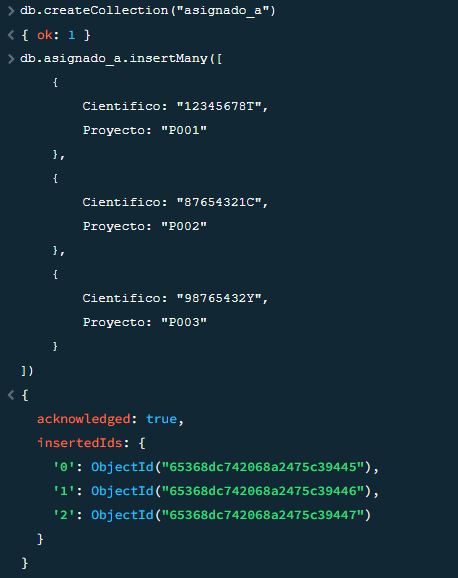 > db.createCollection("asignado_a")
< { ok: 1 }
> db.asignado_a.insertMany([
{
Cientifico: "12345678T",
Proyecto: "P001"
},
{
Cientifico: "87654321C",
Proyecto: "P002"
},
{
Cientifico: "98765432Y",
Proyecto: "P003"
}
])
< {
acknowledged: true,
insertedIds: {
'0': ObjectId("65368dc742068a2475c39445"),
'1': ObjectId("65368dc742068a2475c39446"),
'2': ObjectId("65368dc742068a2475c39447")
}
}